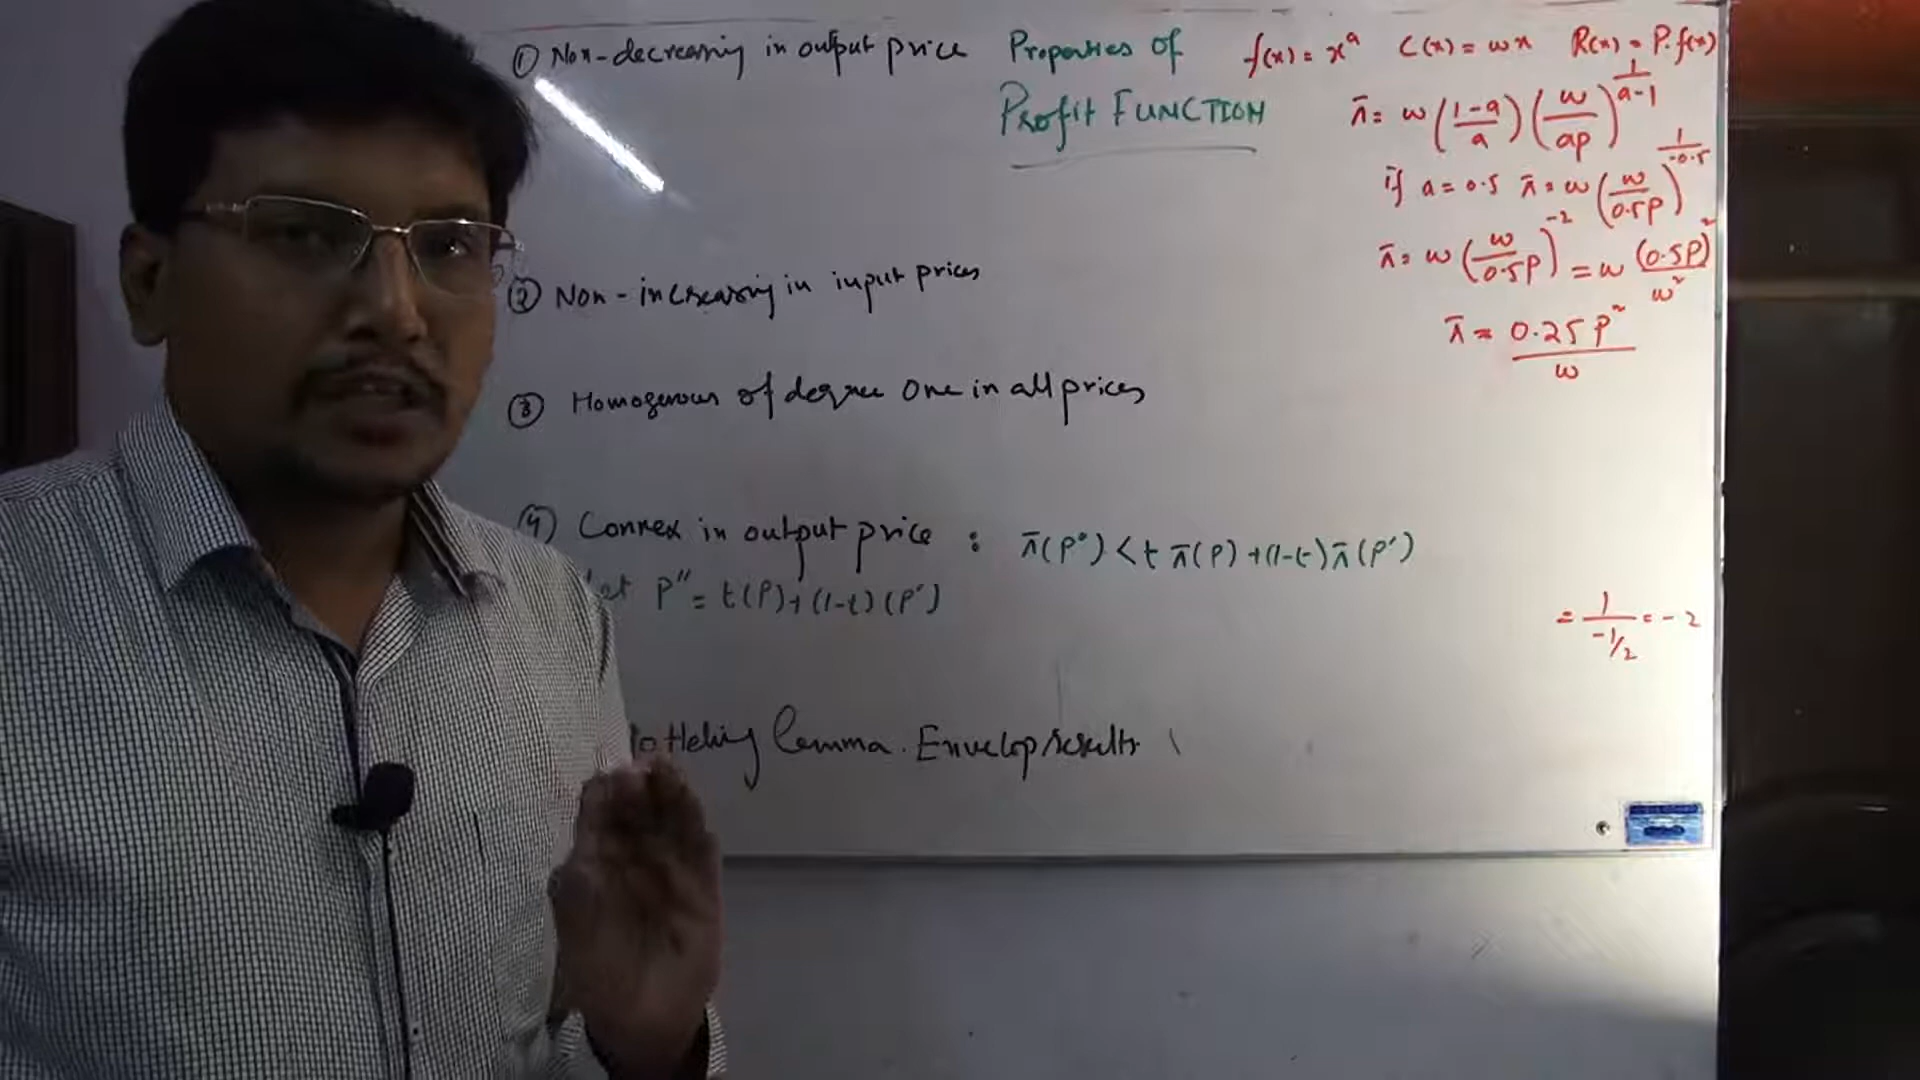 ① Non-decreasing in output price
Properties of
PROFIT FUNCTION
② Non-increasing in input prices
③ Homogenous of degree One in all prices
④ Convex in output price : π(P") < t π(P) + (1-t) π(P')
let P" = t(P) + (1-t)(P')
Hotteling Lemma. Envelop results
f(x) = x^a C(x) = wx R(x) = P.f(x)
π = w ((1-a)/a) (w/ap)^(1/(a-1))
if a = 0.5 π = w (w/0.5P)^(1/-0.5)
π = w (w/0.5P)^-2 = w (0.5P)²/w²
π = 0.25P²/w
= 1/(-1/2) = -2